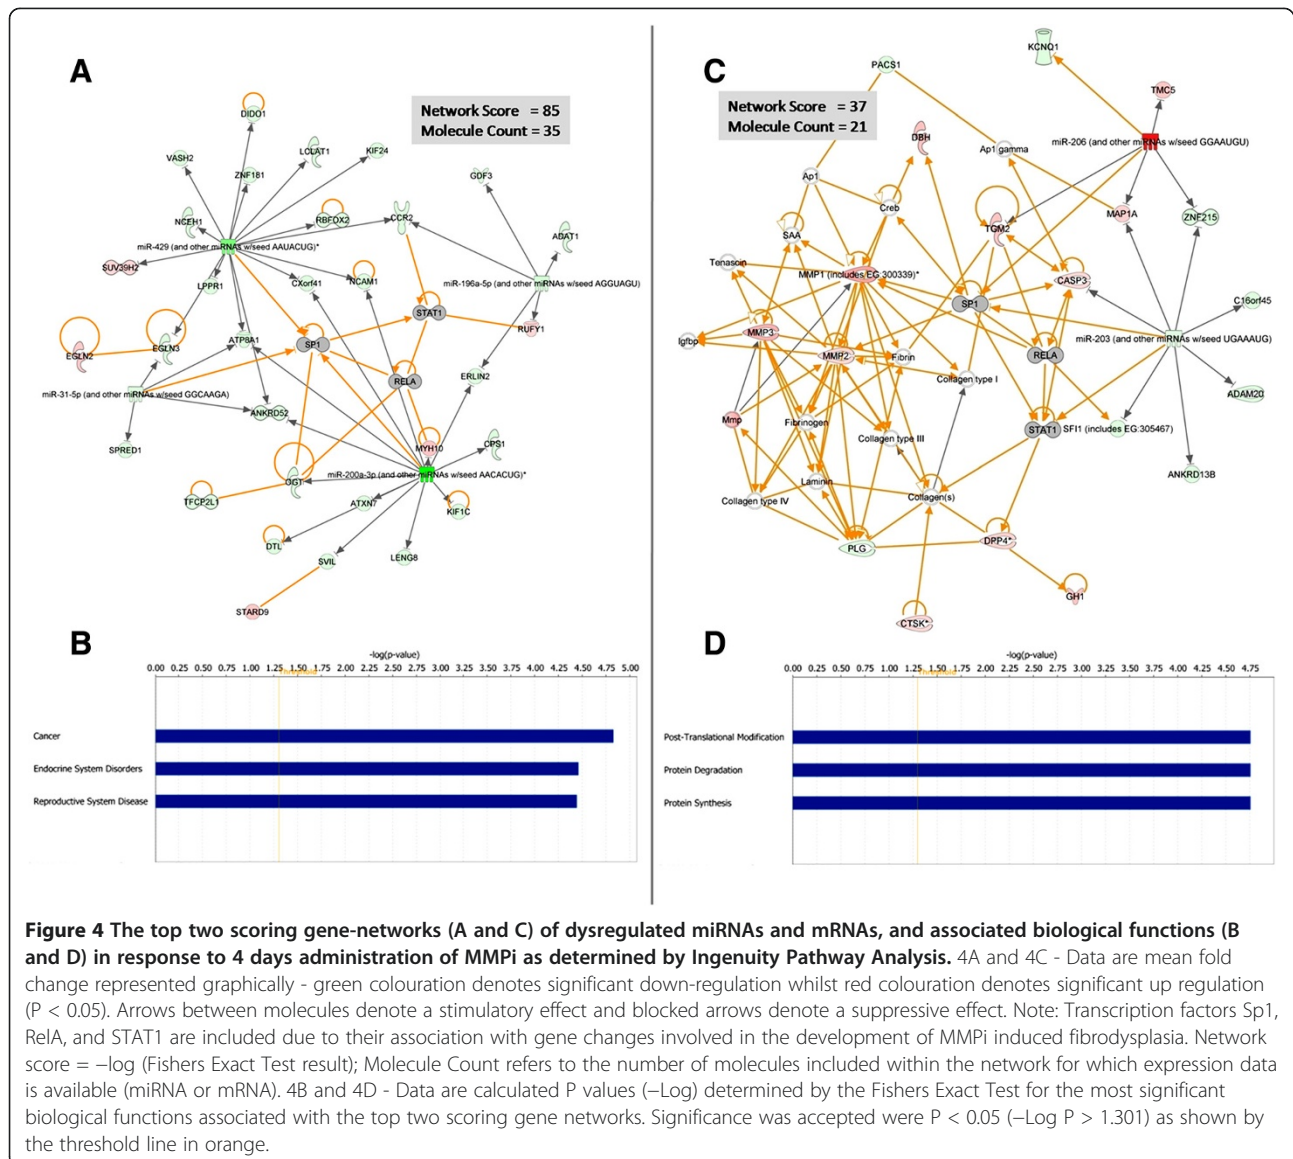 A
Network Score = 85
Molecule Count = 35
DIDO1
VASH2
LCLAT1
KIF24
ZNF181
GDF3
NCEH1
RBFOX2
CCR2
ADAT1
miR-429 (and other miRNAs w/seed AAUACUG)*
SUV39H2
LPPR1
CXorf41
NCAM1
miR-196a-5p (and other miRNAs w/seed AGGUAGU)
STAT1
RUFY1
EGLN2
EGLN3
ATP8A1
SP1
RELA
ERLIN2
miR-31-5p (and other miRNAs w/seed GGCAAGA)
ANKRD52
SPRED1
MYH10
CPS1
miR-200a-3p (and other miRNAs w/seed AACACUG)*
OGT
TFCP2L1
ATXN7
KIF1C
DTL
SVIL
LENG8
STARD9
B
-log(p-value)
0.00 0.25 0.50 0.75 1.00 1.25 1.50 1.75 2.00 2.25 2.50 2.75 3.00 3.25 3.50 3.75 4.00 4.25 4.50 4.75 5.00
Threshold
Cancer
Endocrine System Disorders
Reproductive System Disease
C
Network Score = 37
Molecule Count = 21
KCNQ1
PACS1
TMC5
DBH
Ap1 gamma
miR-206 (and other miRNAs w/seed GGAAUGU)
Ap1
Creb
MAP1A
ZNF215
TGM2
SAA
Tenascin
MMP1 (includes EG:300339)*
CASP3
SP1
C16orf45
MMP3
Igfbp
MMP2
Fibrin
RELA
miR-203 (and other miRNAs w/seed UGAAAUG)
Collagen type I
ADAM20
Mmp
Fibrinogen
Collagen type III
STAT1
SFI1 (includes EG:305467)
ANKRD13B
Laminin
Collagen type IV
Collagen(s)
PLG
DPP4*
GH1
CTSK*
D
-log(p-value)
0.00 0.25 0.50 0.75 1.00 1.25 1.50 1.75 2.00 2.25 2.50 2.75 3.00 3.25 3.50 3.75 4.00 4.25 4.50 4.75
Threshold
Post-Translational Modification
Protein Degradation
Protein Synthesis
Figure 4 The top two scoring gene-networks (A and C) of dysregulated miRNAs and mRNAs, and associated biological functions (B
and D) in response to 4 days administration of MMPi as determined by Ingenuity Pathway Analysis. 4A and 4C - Data are mean fold
change represented graphically - green colouration denotes significant down-regulation whilst red colouration denotes significant up regulation
(P < 0.05). Arrows between molecules denote a stimulatory effect and blocked arrows denote a suppressive effect. Note: Transcription factors Sp1,
RelA, and STAT1 are included due to their association with gene changes involved in the development of MMPi induced fibrodysplasia. Network
score = −log (Fishers Exact Test result); Molecule Count refers to the number of molecules included within the network for which expression data
is available (miRNA or mRNA). 4B and 4D - Data are calculated P values (−Log) determined by the Fishers Exact Test for the most significant
biological functions associated with the top two scoring gene networks. Significance was accepted were P < 0.05 (−Log P > 1.301) as shown by
the threshold line in orange.